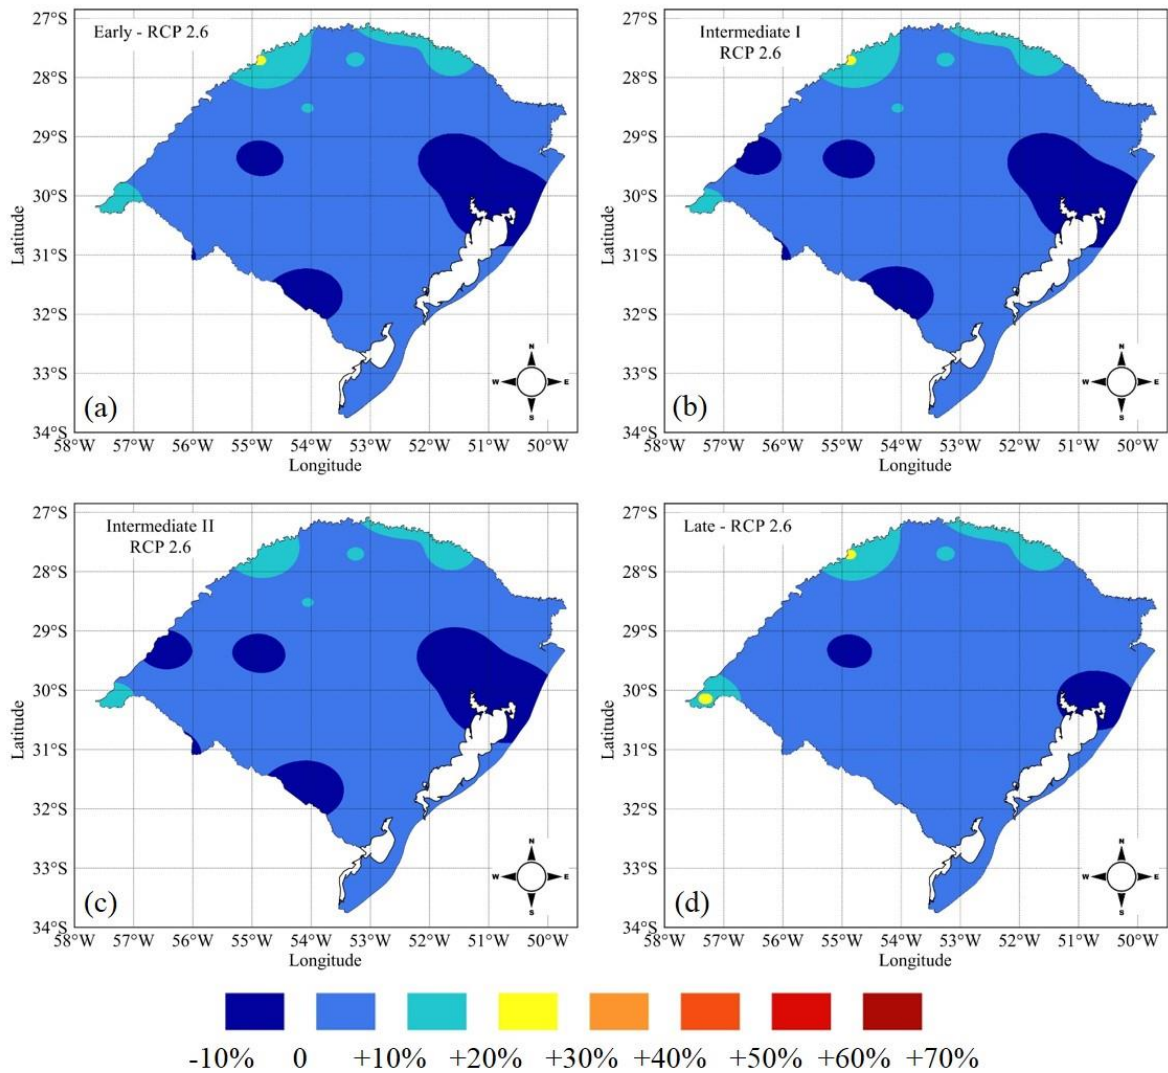 Early - RCP 2.6
27°S
28°S
29°S
30°S
31°S
32°S
33°S
34°S
Latitude
(a)
N
W E
S
58°W 57°W 56°W 55°W 54°W 53°W 52°W 51°W 50°W
Longitude
Intermediate I
RCP 2.6
27°S
28°S
29°S
30°S
31°S
32°S
33°S
34°S
Latitude
(b)
N
W E
S
58°W 57°W 56°W 55°W 54°W 53°W 52°W 51°W 50°W
Longitude
Intermediate II
RCP 2.6
27°S
28°S
29°S
30°S
31°S
32°S
33°S
34°S
Latitude
(c)
N
W E
S
58°W 57°W 56°W 55°W 54°W 53°W 52°W 51°W 50°W
Longitude
Late - RCP 2.6
27°S
28°S
29°S
30°S
31°S
32°S
33°S
34°S
Latitude
(d)
N
W E
S
58°W 57°W 56°W 55°W 54°W 53°W 52°W 51°W 50°W
Longitude
-10% 0 +10% +20% +30% +40% +50% +60% +70%